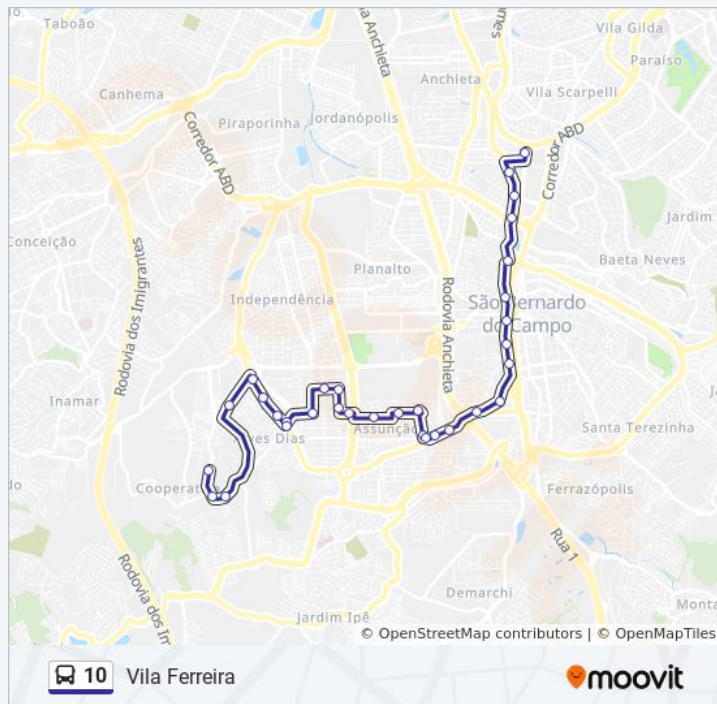 Taboão
Vila Gilda
Paraíso
Anchieta
Canhema
Vila Scarpelli
Jordanópolis
Piraporinha
Corredor ABD
Corredor ABD
Jardim
Conceição
Baeta Neves
Planalto
Rodovia dos Imigrantes
Independência
São Bernardo
do Campo
Rodovia Anchieta
Inamar
Assunção
Santa Terezinha
Cooperat
Ferrazópolis
Rua 1
Rodovia dos Im
Demarchi
Monta
Jardim Ipê
© OpenStreetMap contributors | © OpenMapTiles
10 Vila Ferreira
moovit